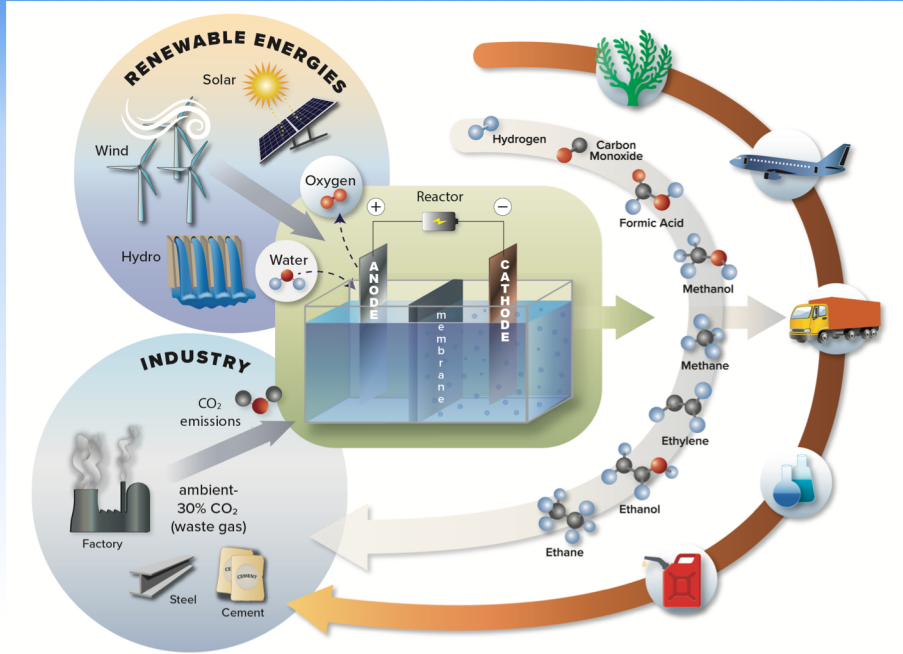 RENEWABLE ENERGIES
Solar
Wind
Hydro
Oxygen
Water
Reactor
+
−
ANODE
CATHODE
membrane
INDUSTRY
CO₂
emissions
ambient-
30% CO₂
(waste gas)
Factory
Steel
CEMENT
Cement
Hydrogen
Carbon
Monoxide
Formic Acid
Methanol
Methane
Ethylene
Ethanol
Ethane